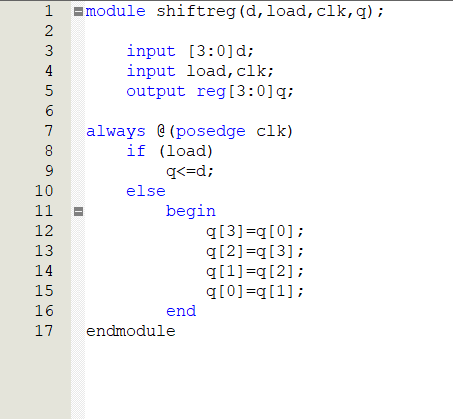 1 module shiftreg(d,load,clk,q);
2
3 input [3:0]d;
4 input load,clk;
5 output reg[3:0]q;
6
7 always @(posedge clk)
8 if (load)
9 q<=d;
10 else
11 begin
12 q[3]=q[0];
13 q[2]=q[3];
14 q[1]=q[2];
15 q[0]=q[1];
16 end
17 endmodule